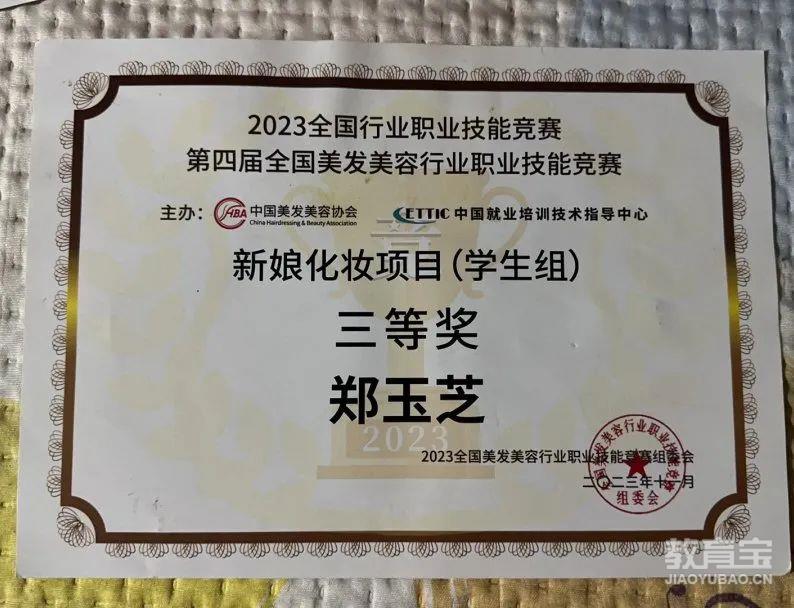 2023全国行业职业技能竞赛
第四届全国美发美容行业职业技能竞赛
主办：CHBA 中国美发美容协会 China Hairdressing & Beauty Association ETTIC 中国就业培训技术指导中心
新娘化妆项目（学生组）
三等奖
郑玉芝
2023
2023全国美发美容行业职业技能竞赛组委会
二〇二三年十一月
组委会
教育宝
JIAOYUBAO.CN